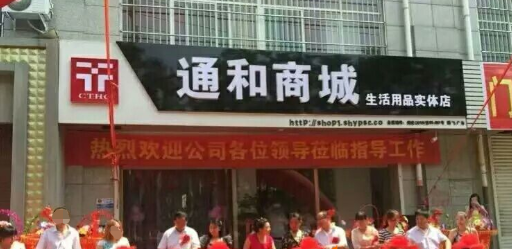 CTHC
通和商城
生活用品实体店
热烈欢迎公司各位领导莅临指导工作